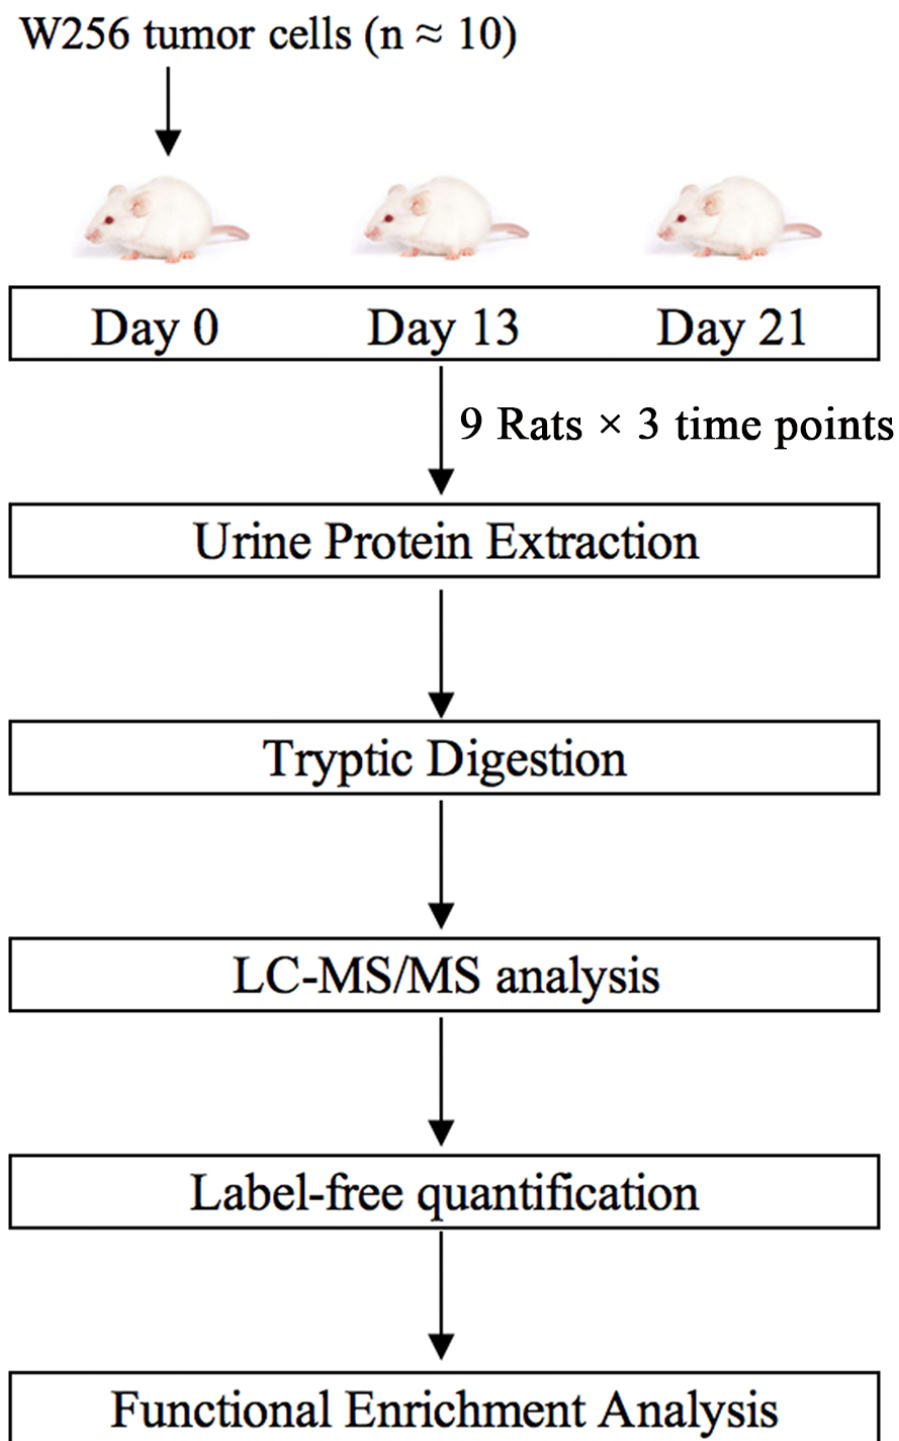 W256 tumor cells (n ≈ 10)
Day 0 Day 13 Day 21
9 Rats × 3 time points
Urine Protein Extraction
Tryptic Digestion
LC-MS/MS analysis
Label-free quantification
Functional Enrichment Analysis